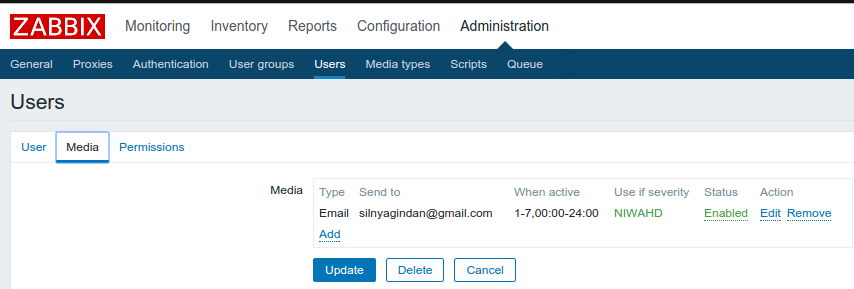 ZABBIX Monitoring Inventory Reports Configuration Administration
General Proxies Authentication User groups Users Media types Scripts Queue
Users
User Media Permissions
Media Type Send to When active Use if severity Status Action
Email silnyagindan@gmail.com 1-7,00:00-24:00 NIWAHD Enabled Edit Remove
Add
Update Delete Cancel